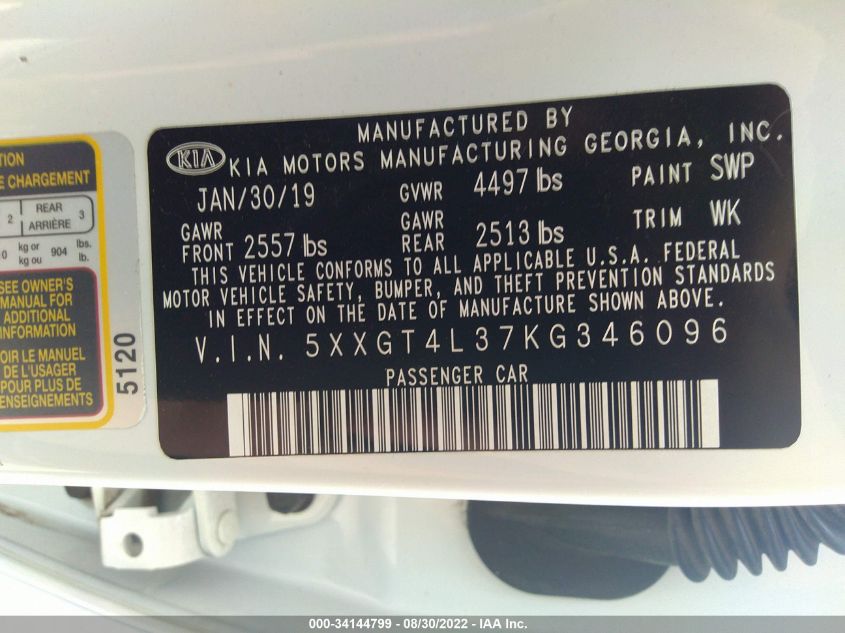 MANUFACTURED BY
KIA KIA MOTORS MANUFACTURING GEORGIA, INC.
JAN/30/19 GVWR 4497 lbs PAINT SWP
GAWR FRONT 2557 lbs GAWR REAR 2513 lbs TRIM WK
THIS VEHICLE CONFORMS TO ALL APPLICABLE U.S.A. FEDERAL
MOTOR VEHICLE SAFETY, BUMPER, AND THEFT PREVENTION STANDARDS
IN EFFECT ON THE DATE OF MANUFACTURE SHOWN ABOVE.
V.I.N. 5XXGT4L37KG346096
PASSENGER CAR
CHARGEMENT
2 REAR ARRIÈRE 3
kg or kg ou 904 lbs. lb.
SEE OWNER'S
MANUAL FOR
ADDITIONAL
INFORMATION
VOIR LE MANUEL
DE L'USAGER
POUR PLUS DE
RENSEIGNEMENTS
5120
000-34144799 - 08/30/2022 - IAA Inc.